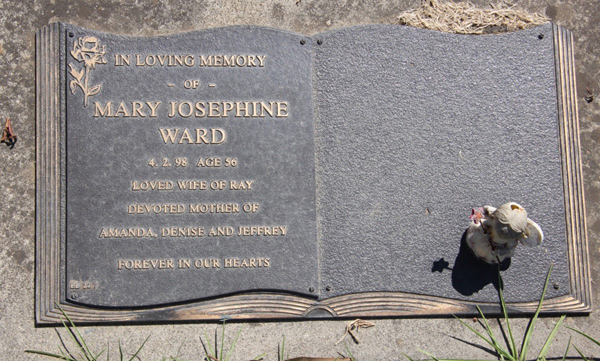 IN LOVING MEMORY
– OF –
MARY JOSEPHINE
WARD
4. 2. 98 AGE 56
LOVED WIFE OF RAY
DEVOTED MOTHER OF
AMANDA, DENISE AND JEFFREY
FOREVER IN OUR HEARTS